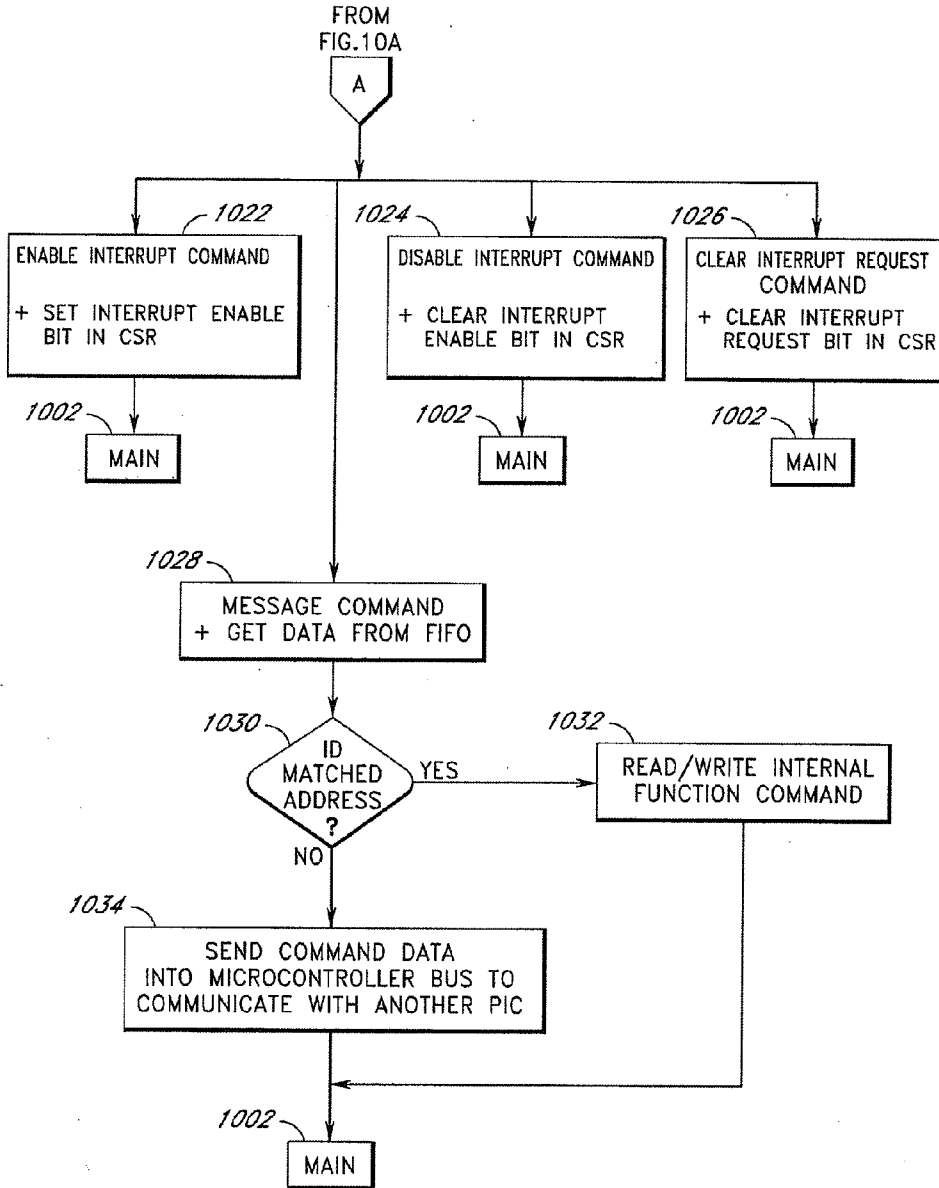 FROM
FIG.10A
A
1022
ENABLE INTERRUPT COMMAND
+ SET INTERRUPT ENABLE
BIT IN CSR
1002
MAIN
1024
DISABLE INTERRUPT COMMAND
+ CLEAR INTERRUPT
ENABLE BIT IN CSR
1002
MAIN
1026
CLEAR INTERRUPT REQUEST
COMMAND
+ CLEAR INTERRUPT
REQUEST BIT IN CSR
1002
MAIN
1028
MESSAGE COMMAND
+ GET DATA FROM FIFO
1030
ID
MATCHED
ADDRESS
?
YES
NO
1032
READ/WRITE INTERNAL
FUNCTION COMMAND
1034
SEND COMMAND DATA
INTO MICROCONTROLLER BUS TO
COMMUNICATE WITH ANOTHER PIC
1002
MAIN